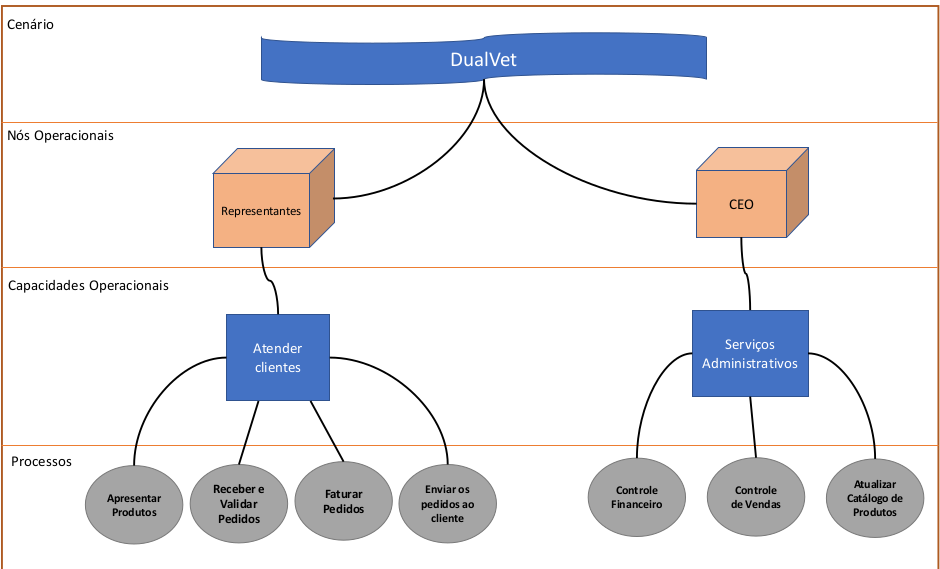 Cenário
DualVet
Nós Operacionais
Representantes
CEO
Capacidades Operacionais
Atender
clientes
Serviços
Administrativos
Processos
Apresentar
Produtos
Receber e
Validar
Pedidos
Faturar
Pedidos
Enviar os
pedidos ao
cliente
Controle
Financeiro
Controle
de Vendas
Atualizar
Catálogo de
Produtos